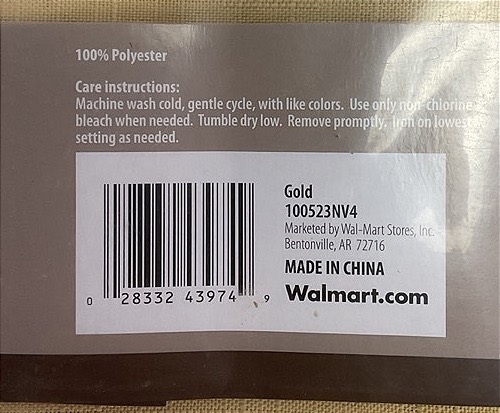 100% Polyester
Care instructions:
Machine wash cold, gentle cycle, with like colors. Use only non-chlorine
bleach when needed. Tumble dry low. Remove promptly. Iron on lowest
setting as needed.
Gold
100523NV4
Marketed by Wal-Mart Stores, Inc.
Bentonville, AR 72716
MADE IN CHINA
Walmart.com
0 28332 43974 9